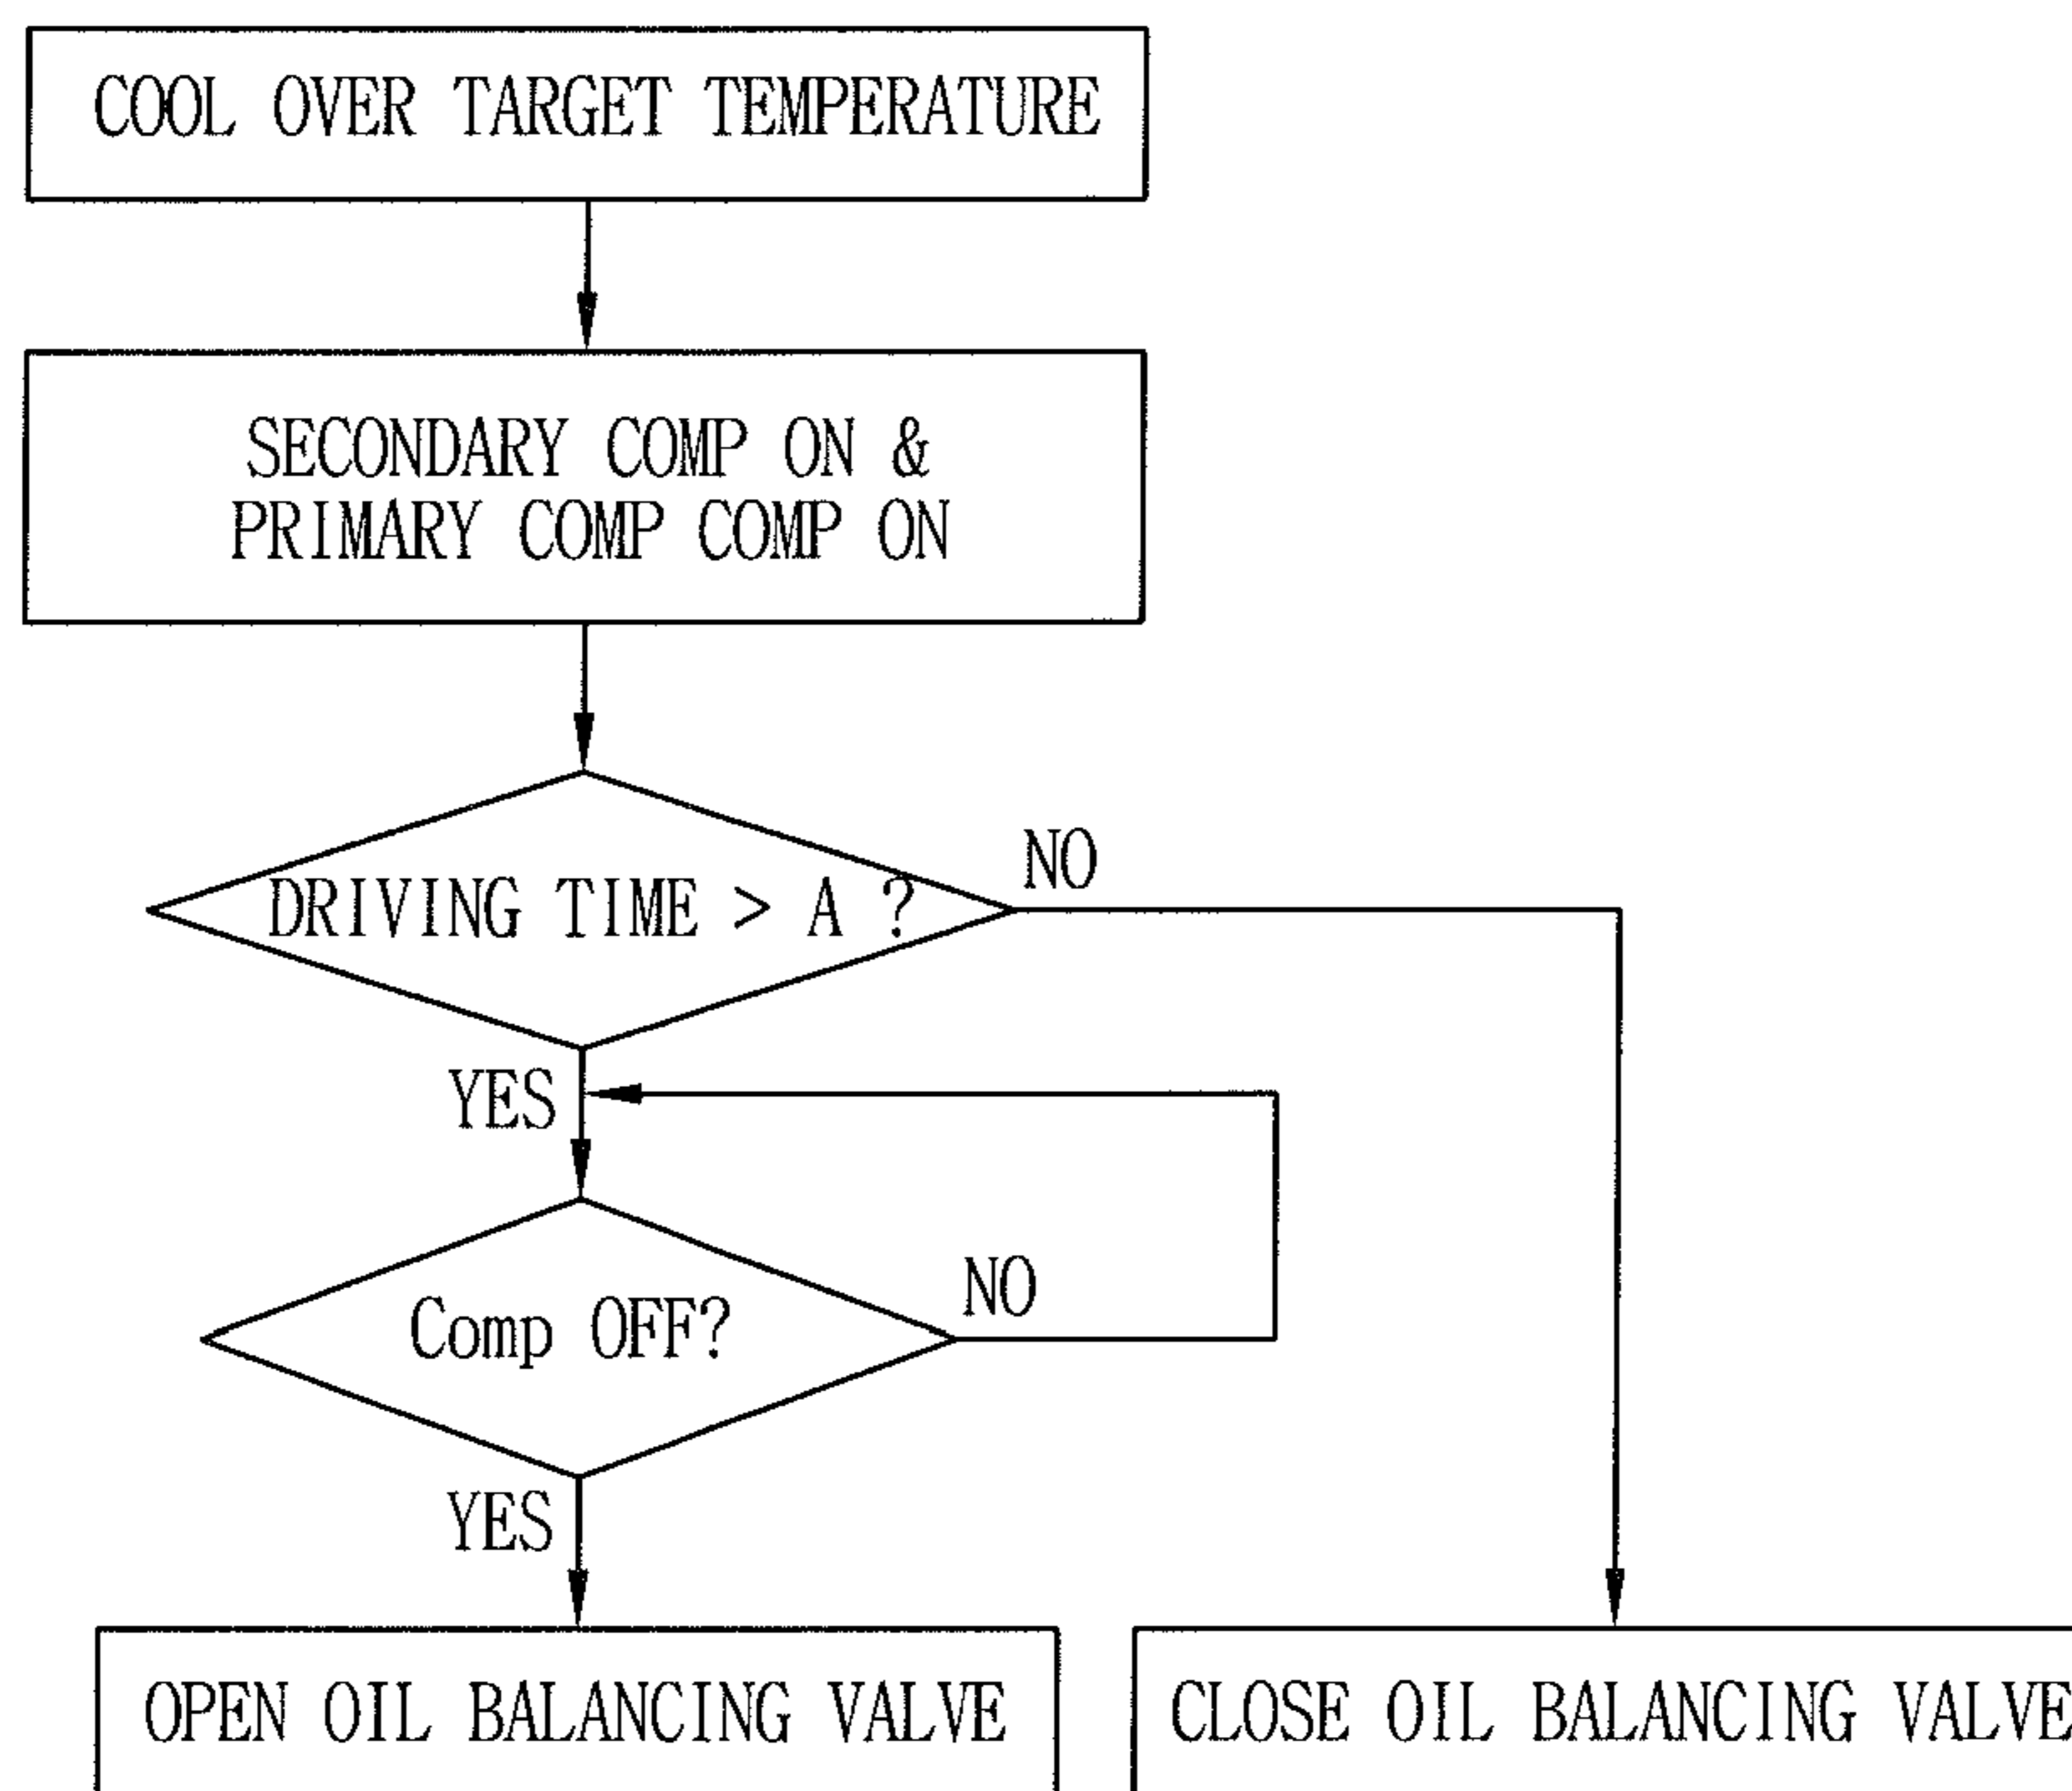 COOL OVER TARGET TEMPERATURE
SECONDARY COMP ON &
PRIMARY COMP COMP ON
DRIVING TIME > A ?
NO
YES
Comp OFF?
NO
YES
OPEN OIL BALANCING VALVE
CLOSE OIL BALANCING VALVE